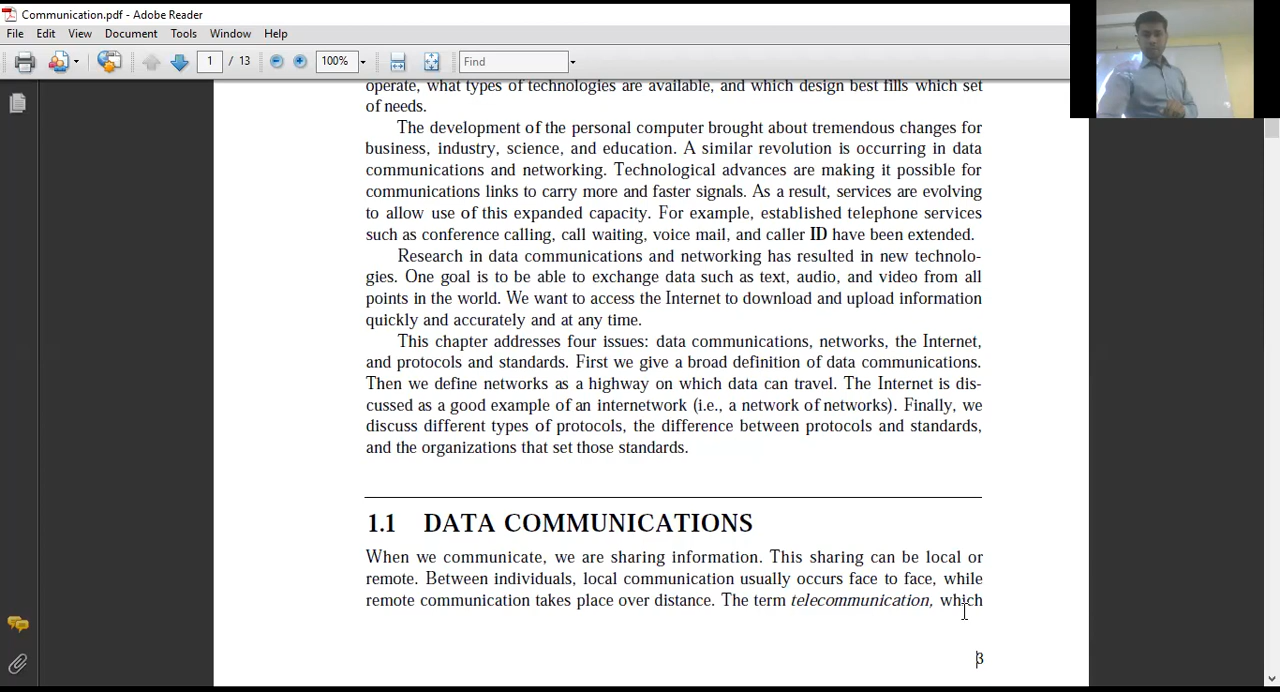 Communication.pdf - Adobe Reader
File Edit View Document Tools Window Help
1 / 13 100% Find
operate, what types of technologies are available, and which design best fills which set
of needs.
The development of the personal computer brought about tremendous changes for
business, industry, science, and education. A similar revolution is occurring in data
communications and networking. Technological advances are making it possible for
communications links to carry more and faster signals. As a result, services are evolving
to allow use of this expanded capacity. For example, established telephone services
such as conference calling, call waiting, voice mail, and caller ID have been extended.
Research in data communications and networking has resulted in new technolo-
gies. One goal is to be able to exchange data such as text, audio, and video from all
points in the world. We want to access the Internet to download and upload information
quickly and accurately and at any time.
This chapter addresses four issues: data communications, networks, the Internet,
and protocols and standards. First we give a broad definition of data communications.
Then we define networks as a highway on which data can travel. The Internet is dis-
cussed as a good example of an internetwork (i.e., a network of networks). Finally, we
discuss different types of protocols, the difference between protocols and standards,
and the organizations that set those standards.
1.1 DATA COMMUNICATIONS
When we communicate, we are sharing information. This sharing can be local or
remote. Between individuals, local communication usually occurs face to face, while
remote communication takes place over distance. The term telecommunication, which
3